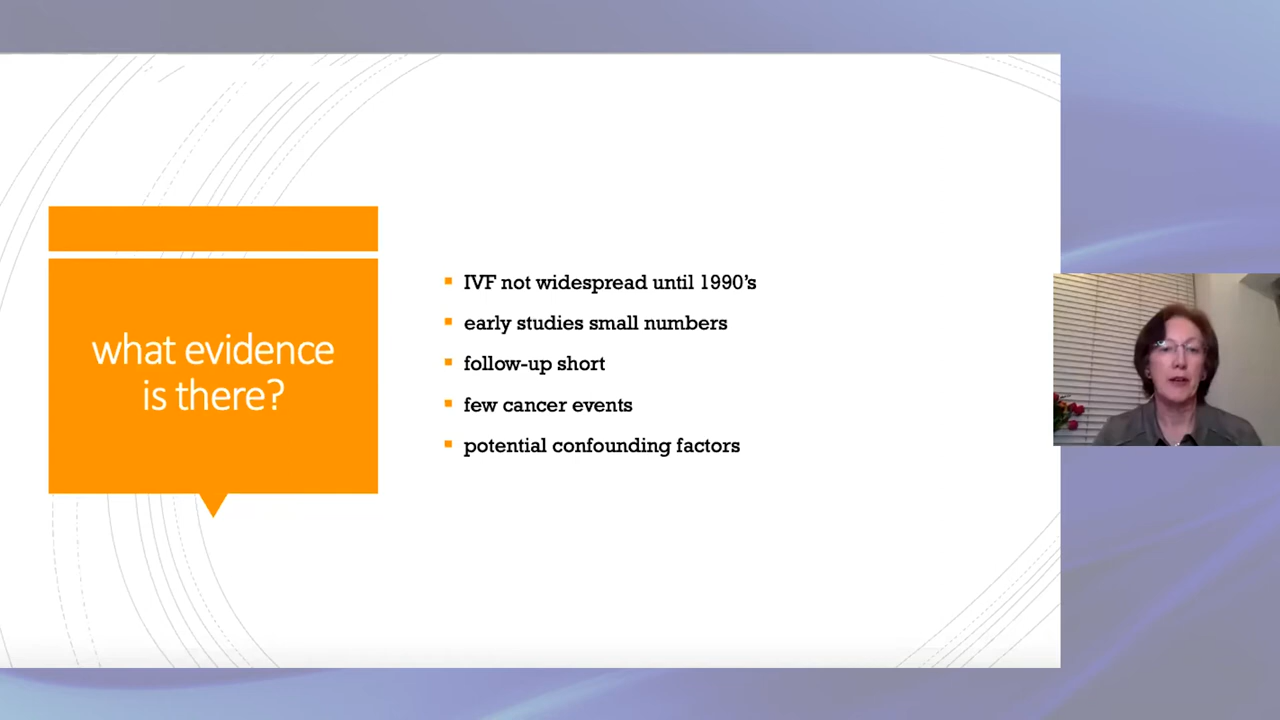 what evidence
is there?
IVF not widespread until 1990’s
early studies small numbers
follow-up short
few cancer events
potential confounding factors